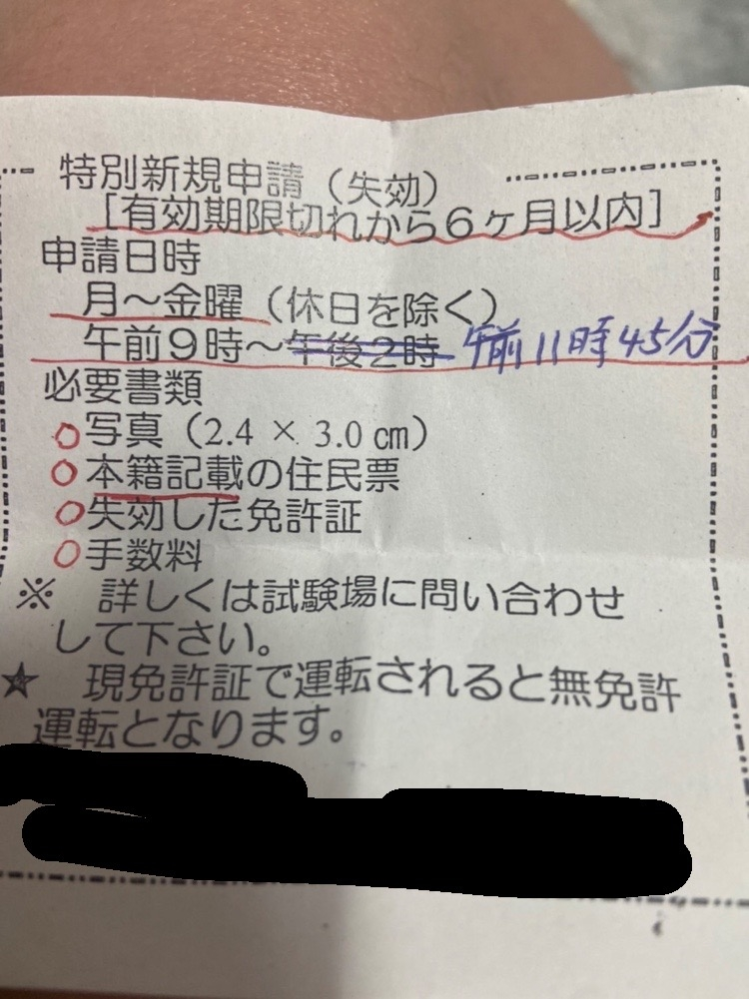 特別新規申請（失効）
［有効期限切れから６ヶ月以内］
申請日時
月～金曜（休日を除く）
午前９時～午後２時 午前11時45分
必要書類
○写真（2.4 × 3.0 ㎝）
○本籍記載の住民票
○失効した免許証
○手数料
※ 詳しくは試験場に問い合わせ
して下さい。
☆ 現免許証で運転されると無免許
運転となります。